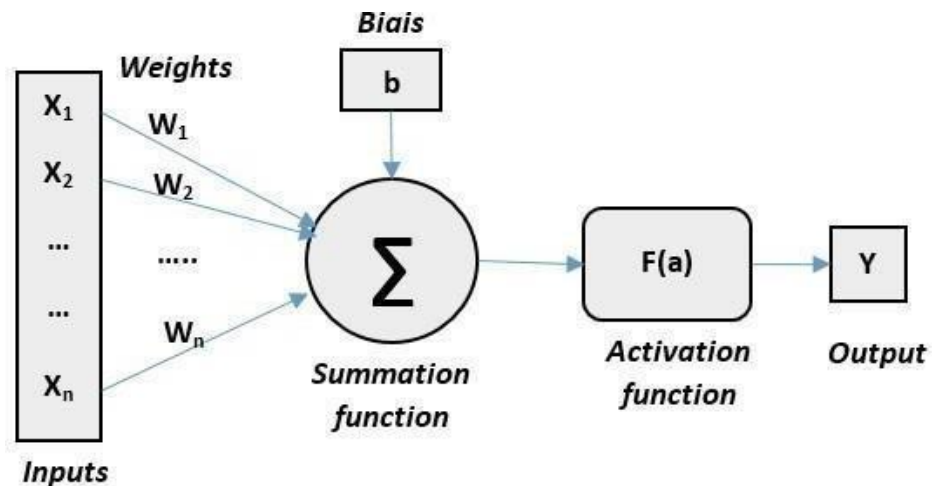 Biais
b
Weights
X₁
W₁
X₂
W₂
...
.....
...
Xₙ
Wₙ
Σ
F(a)
Y
Summation
function
Activation
function
Output
Inputs